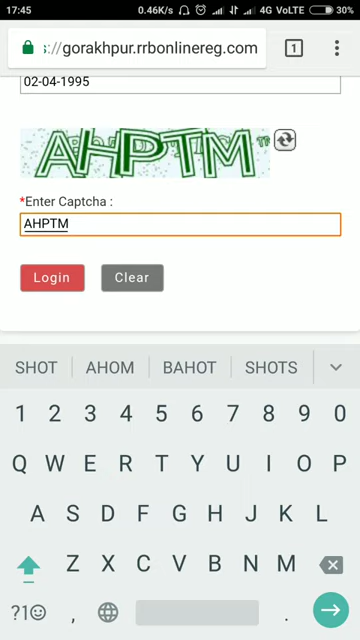 17:45 0.46K/s 4G VoLTE 30%
s://gorakhpur.rrbonlinereg.com 1
02-04-1995
AHPTM
*Enter Captcha :
AHPTM
Login Clear
SHOT AHOM BAHOT SHOTS
1 2 3 4 5 6 7 8 9 0
Q W E R T Y U I O P
A S D F G H J K L
Z X C V B N M
?1☺ , .